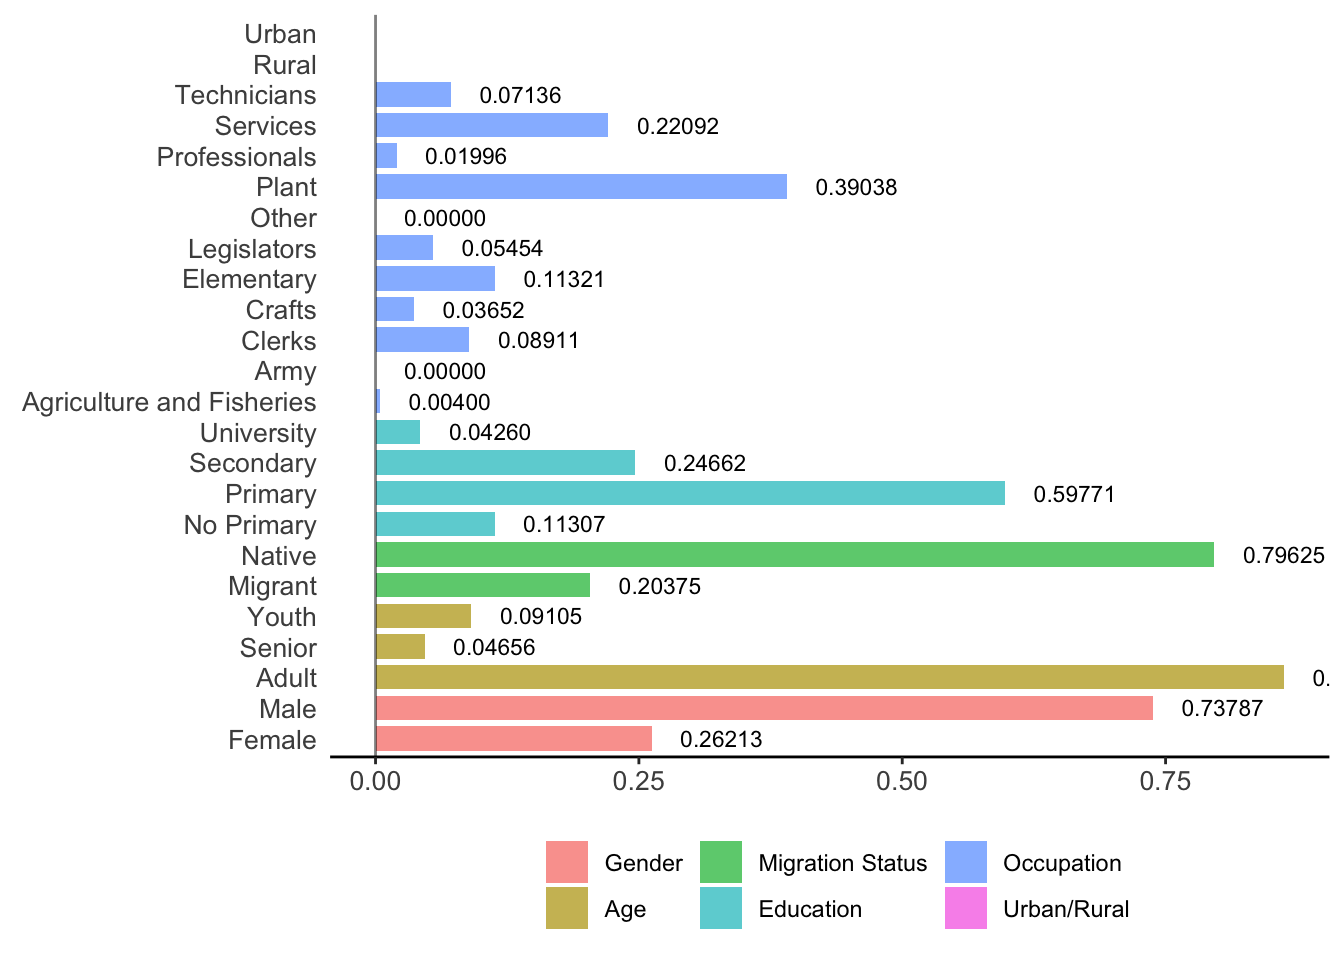 Urban
Rural
Technicians 0.07136
Services 0.22092
Professionals 0.01996
Plant 0.39038
Other 0.00000
Legislators 0.05454
Elementary 0.11321
Crafts 0.03652
Clerks 0.08911
Army 0.00000
Agriculture and Fisheries 0.00400
University 0.04260
Secondary 0.24662
Primary 0.59771
No Primary 0.11307
Native 0.79625
Migrant 0.20375
Youth 0.09105
Senior 0.04656
Adult 0.
Male 0.73787
Female 0.26213
0.00 0.25 0.50 0.75
Gender Migration Status Occupation
Age Education Urban/Rural